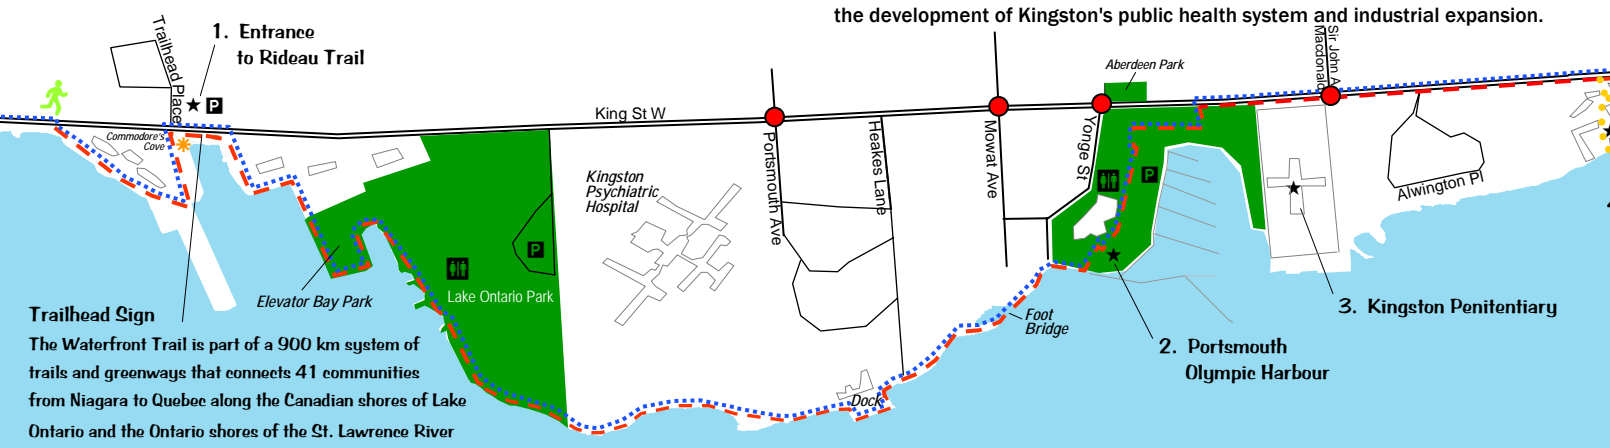 the development of Kingston's public health system and industrial expansion.
Trailhead Place
1. Entrance
to Rideau Trail
P
Commodore's
Cove
King St W
Kingston
Psychiatric
Hospital
P
Lake Ontario Park
Elevator Bay Park
Trailhead Sign
The Waterfront Trail is part of a 900 km system of
trails and greenways that connects 41 communities
from Niagara to Quebec along the Canadian shores of Lake
Ontario and the Ontario shores of the St. Lawrence River
Portsmouth Ave
Heakes Lane
Mowat Ave
Yonge St
Aberdeen Park
P
Sir John A
Macdonald
Alwington Pl
Foot
Bridge
Dock
2. Portsmouth
Olympic Harbour
3. Kingston Penitentiary